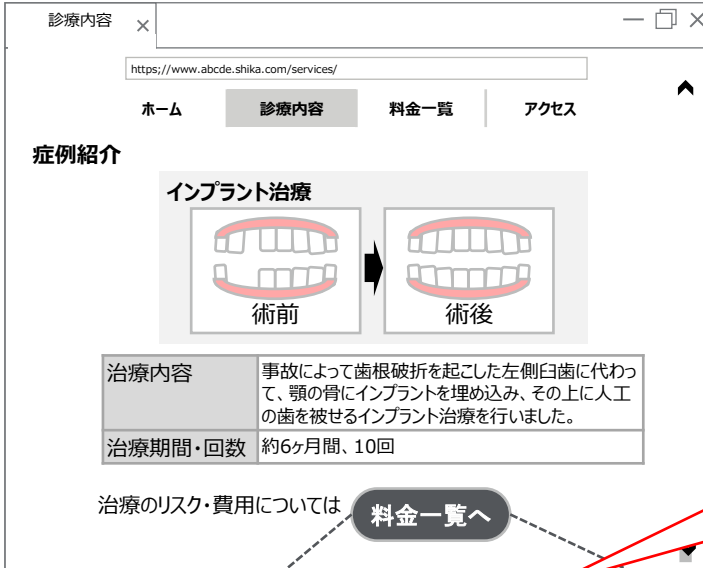 診療内容
https;//www.abcde.shika.com/services/
ホーム 診療内容 料金一覧 アクセス
症例紹介
インプラント治療
術前 術後
治療内容 事故によって歯根破折を起こした左側臼歯に代わっ
て、顎の骨にインプラントを埋め込み、その上に人工
の歯を被せるインプラント治療を行いました。
治療期間・回数 約6ヶ月間、10回
治療のリスク・費用については 料金一覧へ